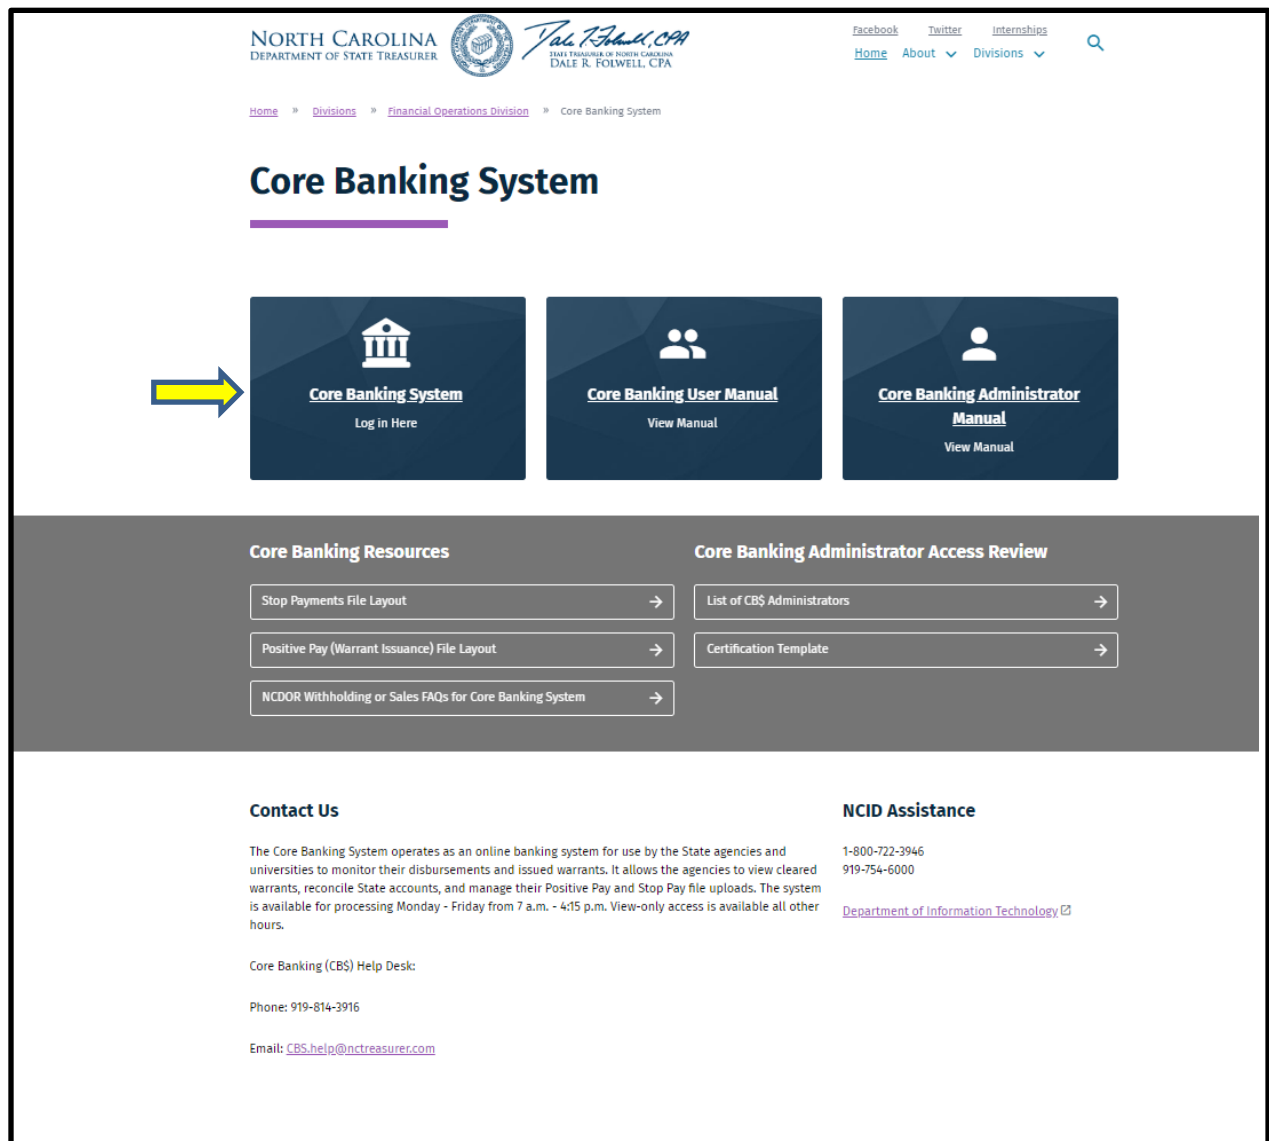 NORTH CAROLINA
DEPARTMENT OF STATE TREASURER
Dale R. Folwell, CPA
STATE TREASURER OF NORTH CAROLINA
DALE R. FOLWELL, CPA
Facebook Twitter Internships
Home About Divisions
Home » Divisions » Financial Operations Division » Core Banking System
Core Banking System
Core Banking System
Log in Here
Core Banking User Manual
View Manual
Core Banking Administrator
Manual
View Manual
Core Banking Resources
Stop Payments File Layout
Positive Pay (Warrant Issuance) File Layout
NCDOR Withholding or Sales FAQs for Core Banking System
Core Banking Administrator Access Review
List of CB$ Administrators
Certification Template
Contact Us
The Core Banking System operates as an online banking system for use by the State agencies and
universities to monitor their disbursements and issued warrants. It allows the agencies to view cleared
warrants, reconcile State accounts, and manage their Positive Pay and Stop Pay file uploads. The system
is available for processing Monday - Friday from 7 a.m. - 4:15 p.m. View-only access is available all other
hours.
Core Banking (CB$) Help Desk:
Phone: 919-814-3916
Email: CBS.help@nctreasurer.com
NCID Assistance
1-800-722-3946
919-754-6000
Department of Information Technology